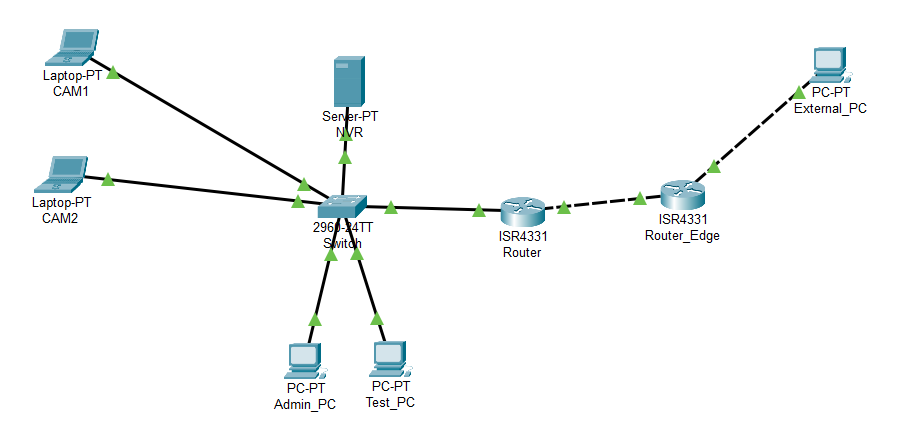 Laptop-PT
CAM1
Server-PT
NVR
PC-PT
External_PC
Laptop-PT
CAM2
2960-24TT
Switch
ISR4331
Router
ISR4331
Router_Edge
PC-PT
Admin_PC
PC-PT
Test_PC